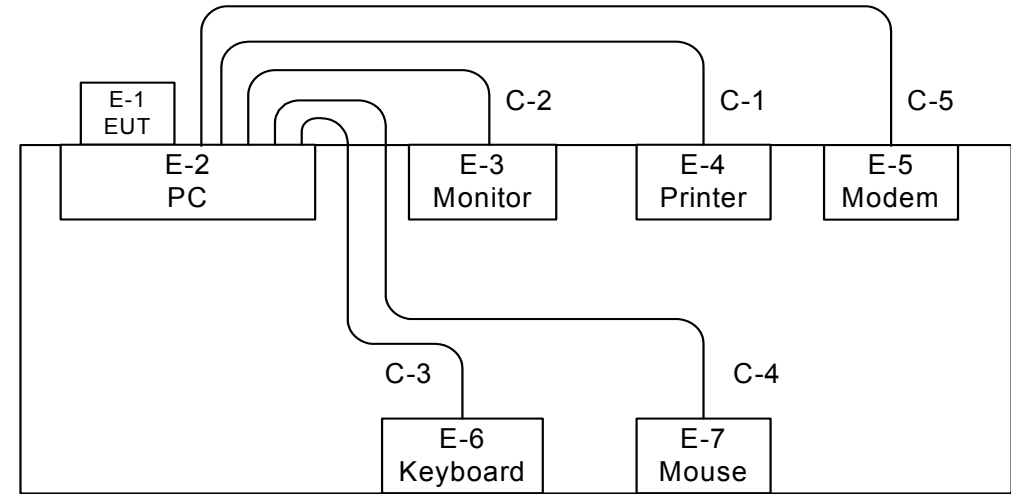 C-2
C-1
C-5
E-1
EUT
E-2
PC
E-3
Monitor
E-4
Printer
E-5
Modem
C-3
C-4
E-6
Keyboard
E-7
Mouse